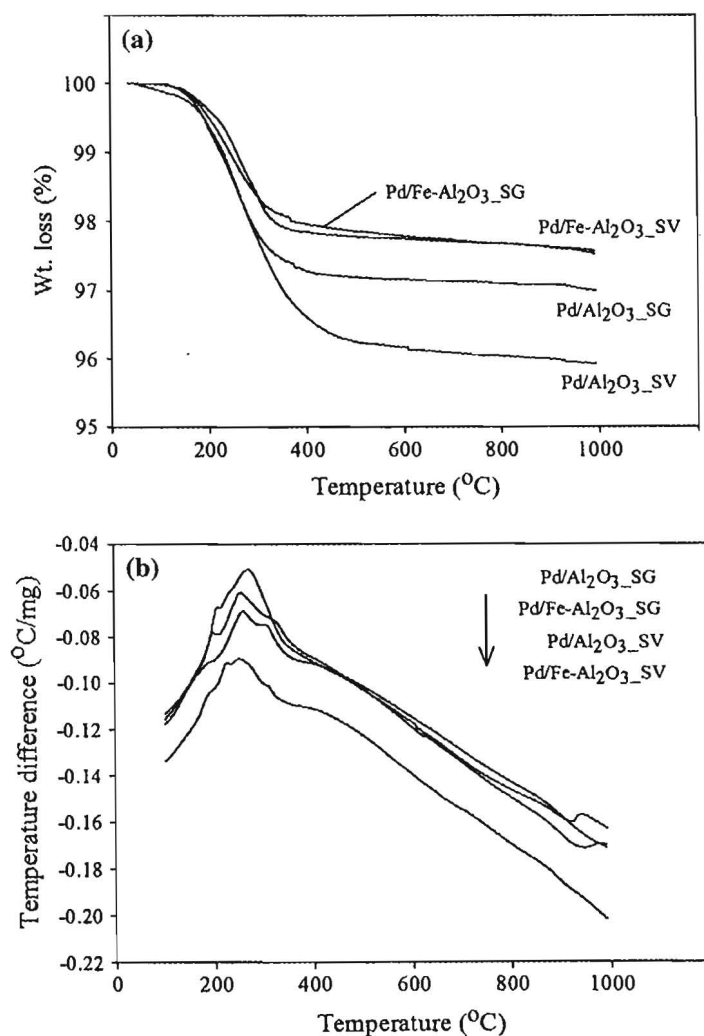 (a)
100
99
98
97
96
95
Wt. loss (%)
Pd/Fe-Al₂O₃_SG
Pd/Fe-Al₂O₃_SV
Pd/Al₂O₃_SG
Pd/Al₂O₃_SV
0 200 400 600 800 1000
Temperature (⁰C)
(b)
-0.04
-0.06
-0.08
-0.10
-0.12
-0.14
-0.16
-0.18
-0.20
-0.22
Temperature difference (⁰C/mg)
Pd/Al₂O₃_SG
Pd/Fe-Al₂O₃_SG
Pd/Al₂O₃_SV
Pd/Fe-Al₂O₃_SV
0 200 400 600 800 1000
Temperature (⁰C)